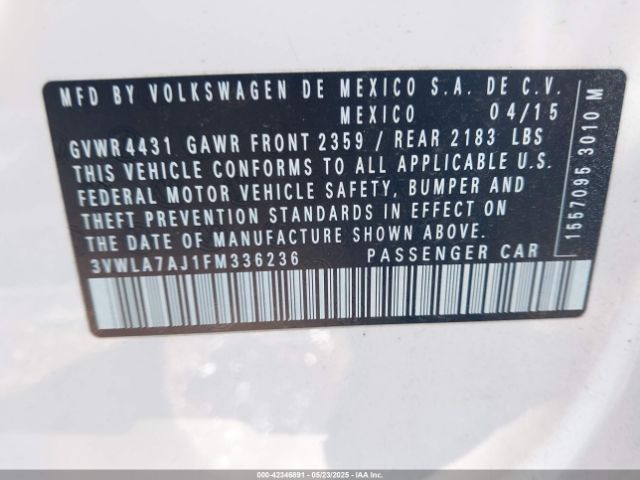 MFD BY VOLKSWAGEN DE MEXICO S.A. DE C.V.
MEXICO 04/15
GVWR 4431 GAWR FRONT 2359 / REAR 2183 LBS
THIS VEHICLE CONFORMS TO ALL APPLICABLE U.S.
FEDERAL MOTOR VEHICLE SAFETY, BUMPER AND
THEFT PREVENTION STANDARDS IN EFFECT ON
THE DATE OF MANUFACTURE SHOWN ABOVE.
3VWLA7AJ1FM336236 PASSENGER CAR
1557095 3010 M
000-42346891 - 05/23/2025 - IAA Inc.